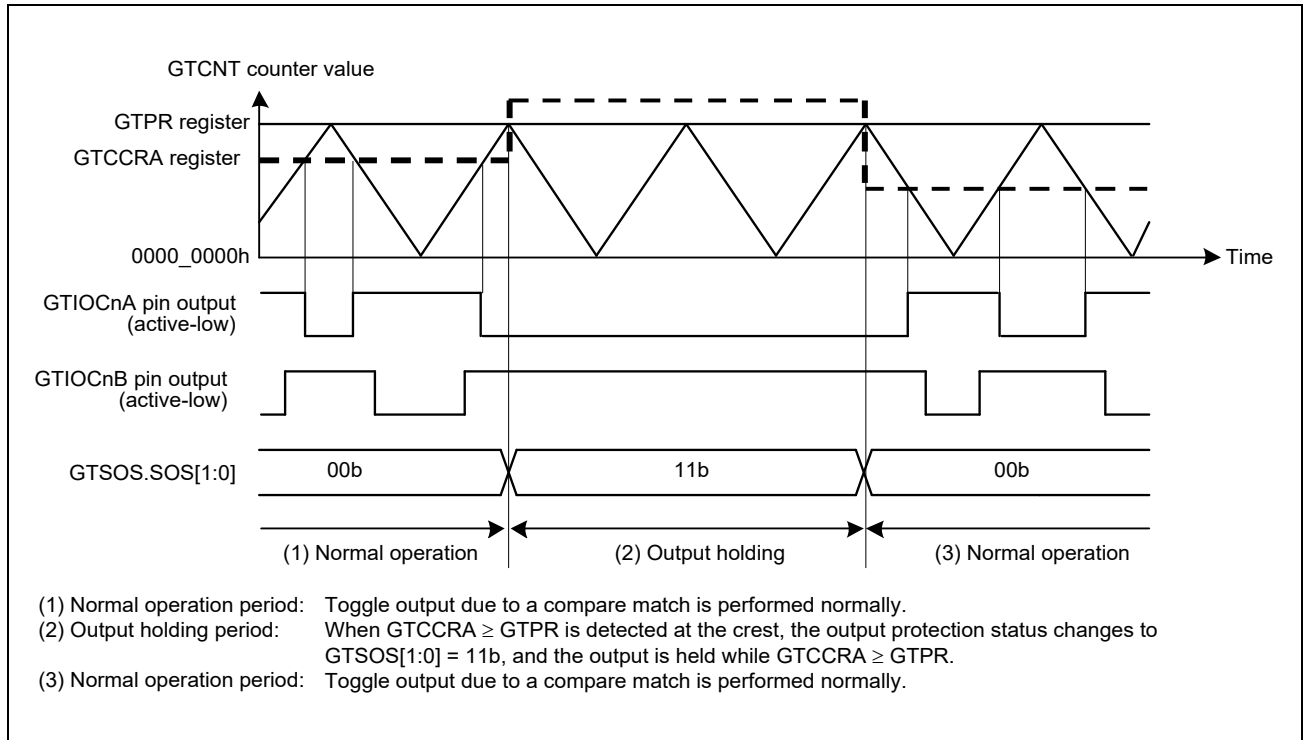 GTCNT counter value
GTPR register
GTCCRA register
0000_0000h
Time
GTIOCnA pin output
(active-low)
GTIOCnB pin output
(active-low)
GTSOS.SOS[1:0]
00b
11b
00b
(1) Normal operation
(2) Output holding
(3) Normal operation
(1) Normal operation period: Toggle output due to a compare match is performed normally.
(2) Output holding period: When GTCCRA ≥ GTPR is detected at the crest, the output protection status changes to
GTSOS[1:0] = 11b, and the output is held while GTCCRA ≥ GTPR.
(3) Normal operation period: Toggle output due to a compare match is performed normally.